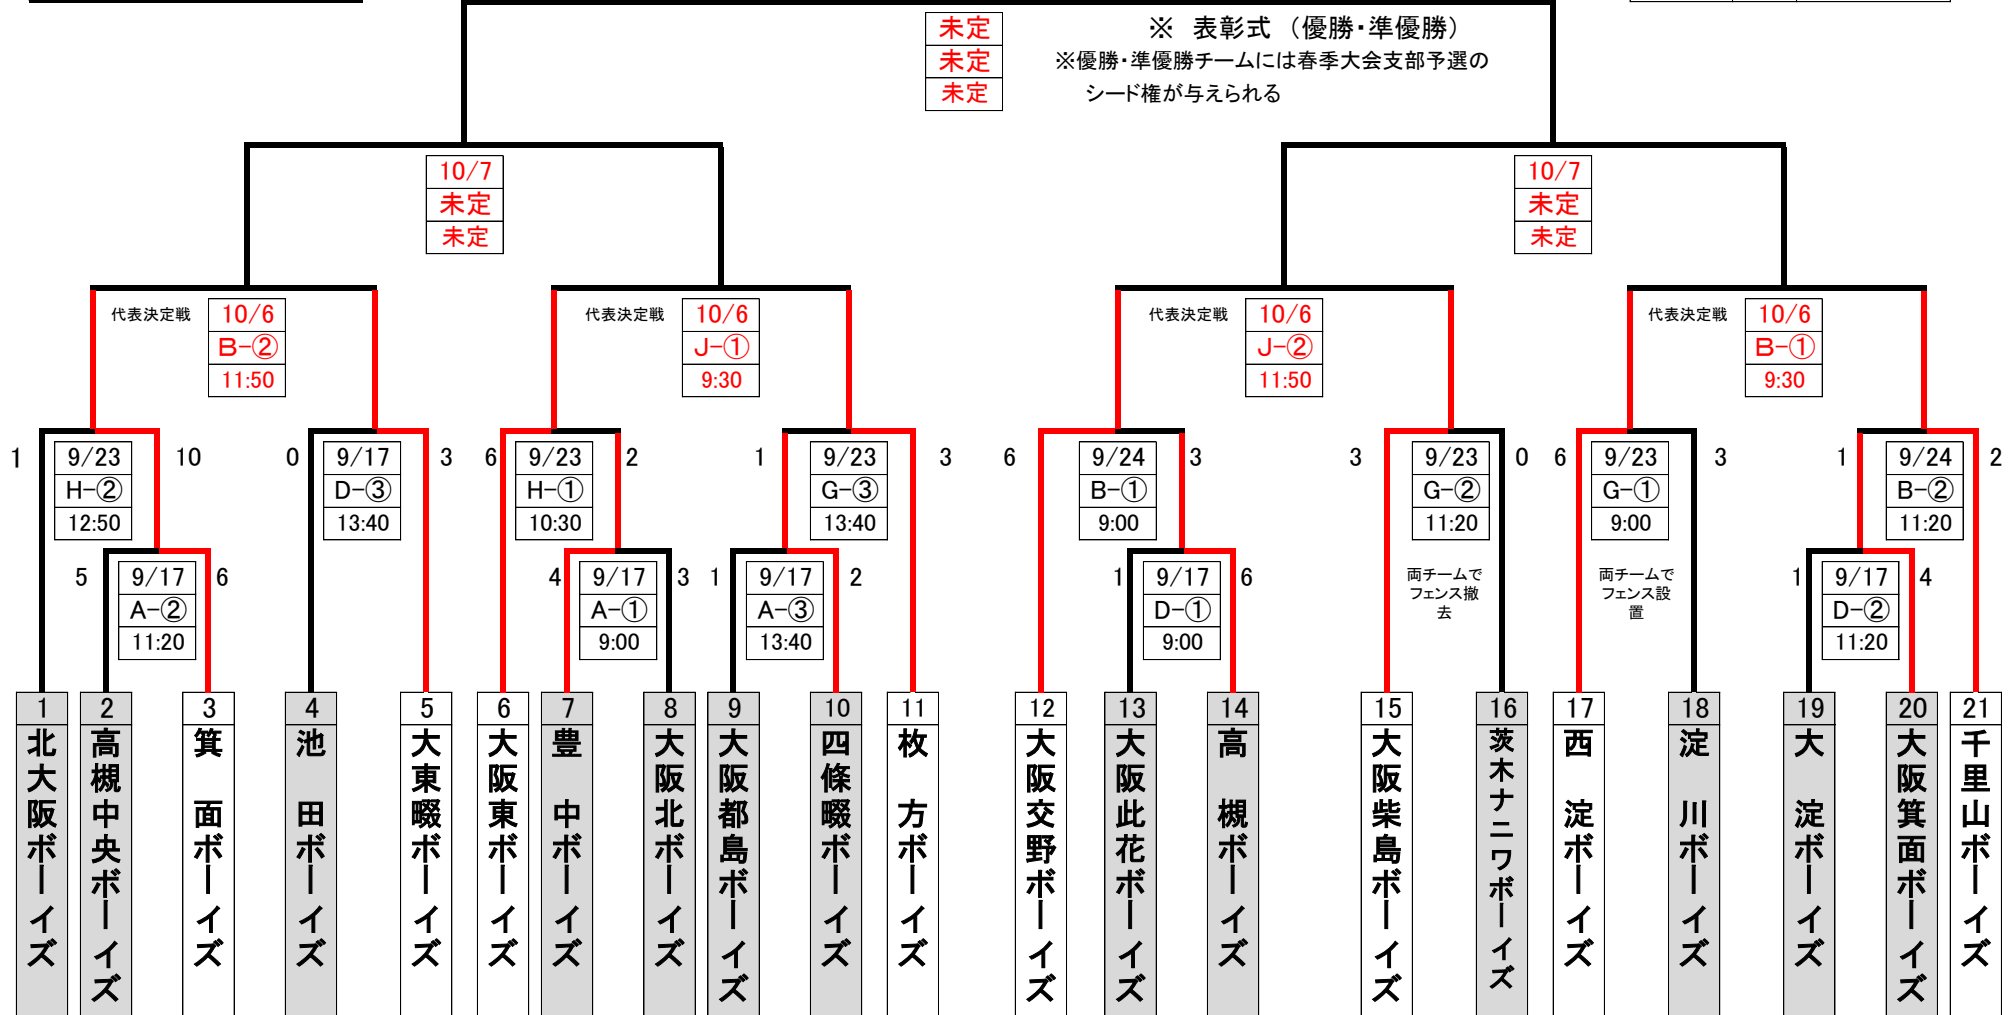 未定
未定
未定
※ 表彰式 （優勝・準優勝）
※優勝・準優勝チームには春季大会支部予選の
シード権が与えられる
10/7
未定
未定
10/7
未定
未定
代表決定戦
10/6
B-②
11:50
代表決定戦
10/6
J-①
9:30
代表決定戦
10/6
J-②
11:50
代表決定戦
10/6
B-①
9:30
1
9/23
H-②
12:50
10
0
9/17
D-③
13:40
3
6
9/23
H-①
10:30
2
1
9/23
G-③
13:40
3
6
9/24
B-①
9:00
3
3
9/23
G-②
11:20
0
6
9/23
G-①
9:00
3
1
9/24
B-②
11:20
2
5
9/17
A-②
11:20
6
4
9/17
A-①
9:00
3
1
9/17
A-③
13:40
2
1
9/17
D-①
9:00
6
両チームで
フェンス撤
去
両チームで
フェンス設
置
1
9/17
D-②
11:20
4
1
北大阪ボーイズ
2
高槻中央ボーイズ
3
箕 面ボーイズ
4
池 田ボーイズ
5
大東畷ボーイズ
6
大阪東ボーイズ
7
豊 中ボーイズ
8
大阪北ボーイズ
9
大阪都島ボーイズ
10
四條畷ボーイズ
11
枚 方ボーイズ
12
大阪交野ボーイズ
13
大阪此花ボーイズ
14
高 槻ボーイズ
15
大阪柴島ボーイズ
16
茨木ナニワボーイズ
17
西 淀ボーイズ
18
淀 川ボーイズ
19
大 淀ボーイズ
20
大阪箕面ボーイズ
21
千里山ボーイズ